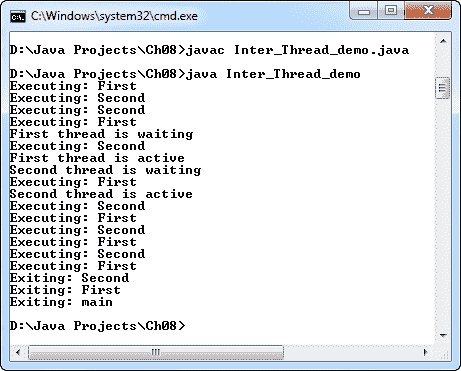 C:\Windows\system32\cmd.exe
D:\Java Projects\Ch08>javac Inter_Thread_demo.java
D:\Java Projects\Ch08>java Inter_Thread_demo
Executing: First
Executing: Second
Executing: Second
Executing: First
First thread is waiting
Executing: Second
First thread is active
Second thread is waiting
Executing: First
Second thread is active
Executing: Second
Executing: First
Executing: Second
Executing: First
Executing: Second
Executing: First
Exiting: Second
Exiting: First
Exiting: main
D:\Java Projects\Ch08>